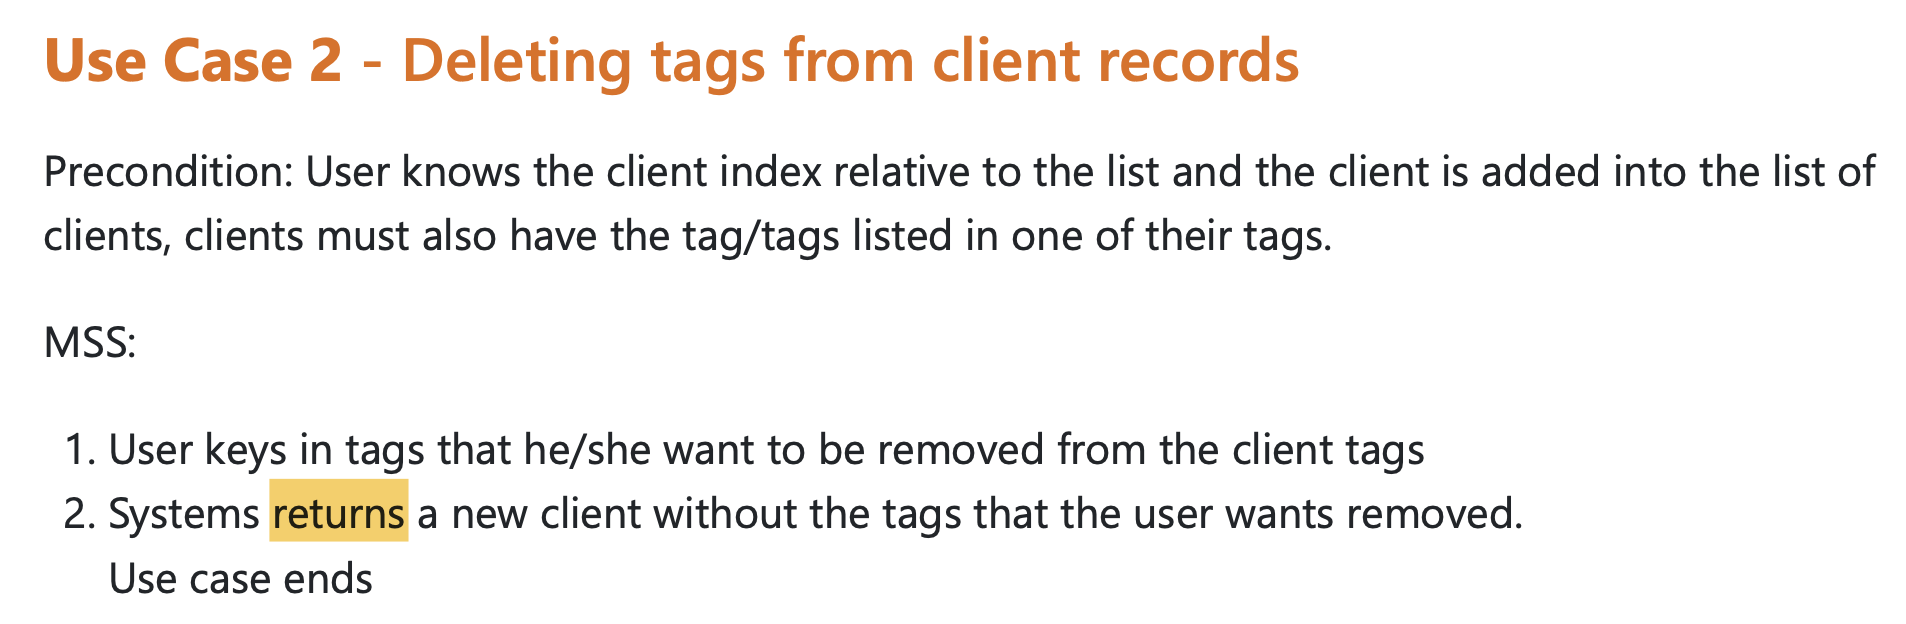 Use Case 2 - Deleting tags from client records
Precondition: User knows the client index relative to the list and the client is added into the list of
clients, clients must also have the tag/tags listed in one of their tags.
MSS:
1. User keys in tags that he/she want to be removed from the client tags
2. Systems returns a new client without the tags that the user wants removed.
Use case ends